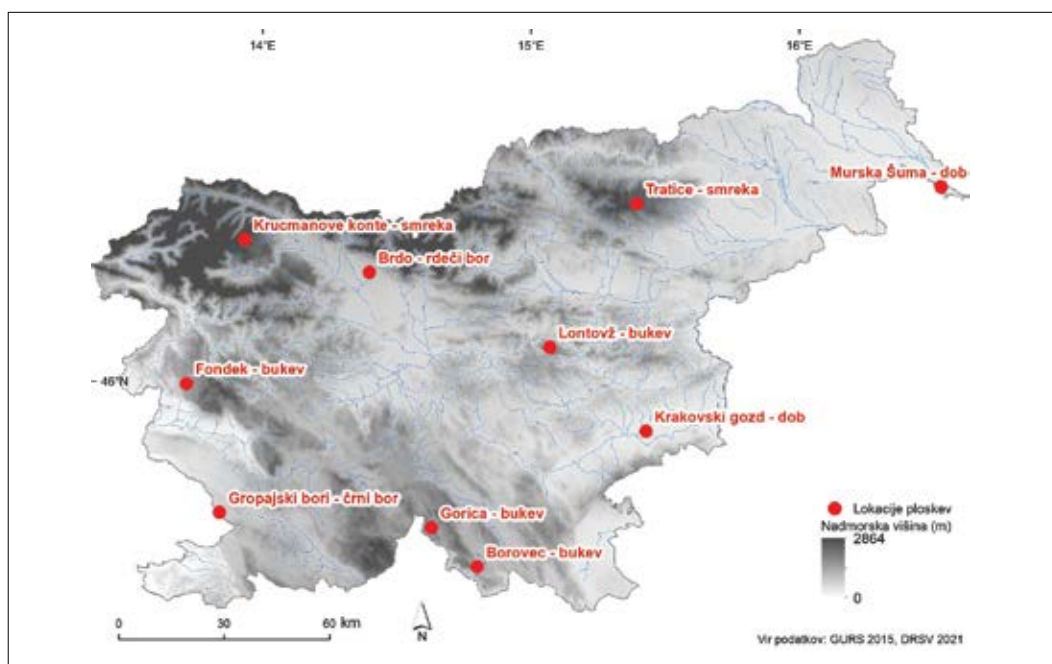 14°E
15°E
16°E
Murska Šuma - dob
Tratice - smreka
Krucmanove konte - smreka
Brdo - rdeči bor
Lontovž - bukev
Fondek - bukev
46°N
Krakovski gozd - dob
Gropajski bori - črni bor
Gorica - bukev
Borovec - bukev
Lokacije ploskev
Nadmorska višina (m)
2864
0
0 30 60 km
N
Vir podatkov: GURS 2015, DRSV 2021